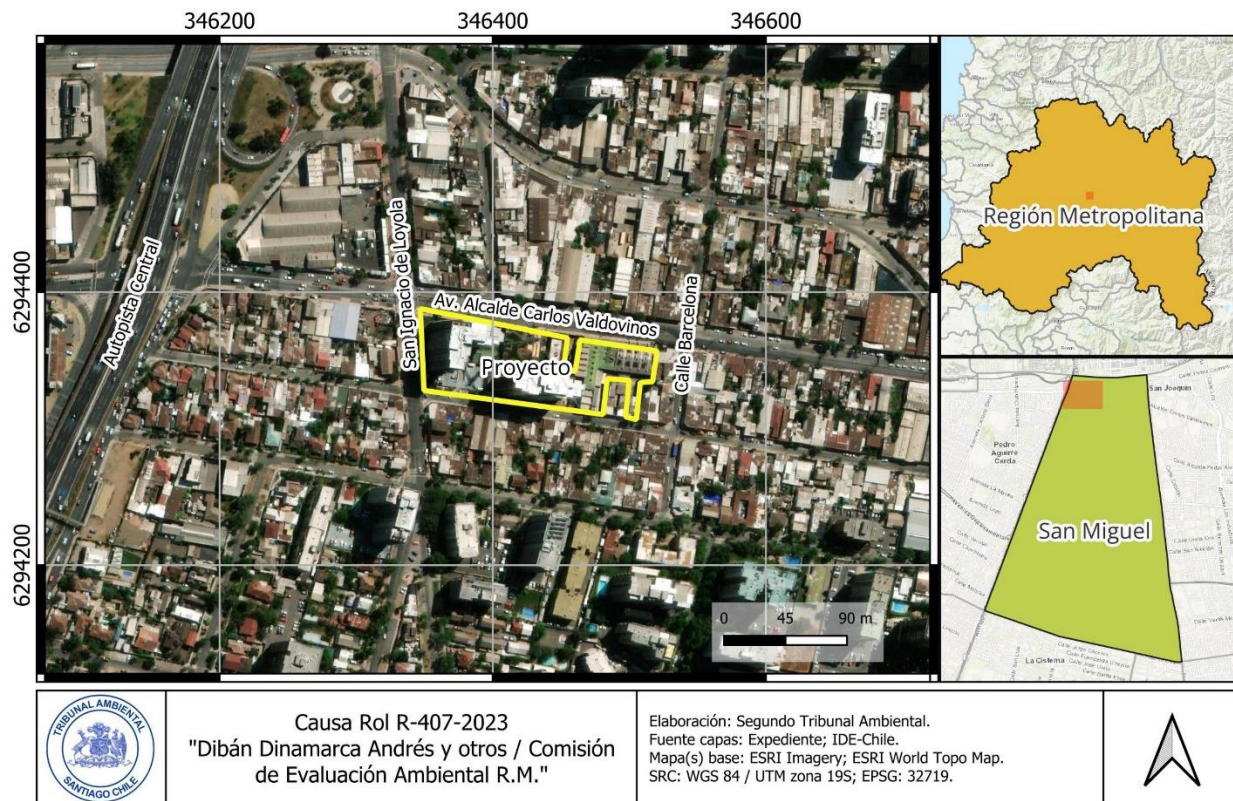 346200
346400
346600
6294400
6294200
Autopista Central
San Ignacio de Loyola
Av. Alcalde Carlos Valdovinos
Proyecto
Calle Barcelona
0 45 90 m
Región Metropolitana
San Joaquín
Pedro
Aguirre
Cerda
San Miguel
La Cisterna
TRIBUNAL AMBIENTAL
SANTIAGO CHILE
Causa Rol R-407-2023
"Dibán Dinamarca Andrés y otros / Comisión
de Evaluación Ambiental R.M."
Elaboración: Segundo Tribunal Ambiental.
Fuente capas: Expediente; IDE-Chile.
Mapa(s) base: ESRI Imagery; ESRI World Topo Map.
SRC: WGS 84 / UTM zona 19S; EPSG: 32719.